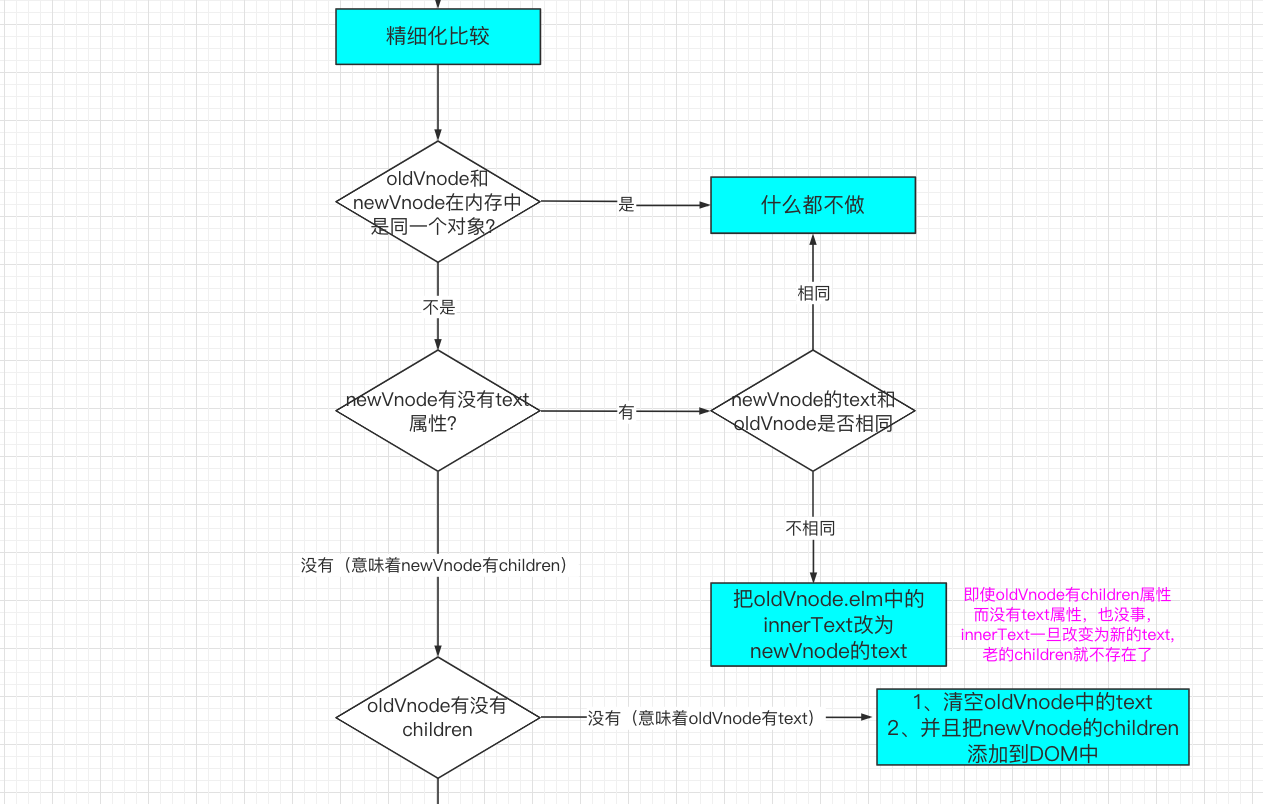 精细化比较
oldVnode和
newVnode在内存中
是同一个对象?
是
什么都不做
不是
相同
newVnode有没有text
属性?
有
newVnode的text和
oldVnode是否相同
不相同
没有（意味着newVnode有children）
把oldVnode.elm中的
innerText改为
newVnode的text
即使oldVnode有children属性
而没有text属性，也没事，
innerText一旦改变为新的text,
老的children就不存在了
oldVnode有没有
children
没有（意味着oldVnode有text）
1、清空oldVnode中的text
2、并且把newVnode的children
添加到DOM中